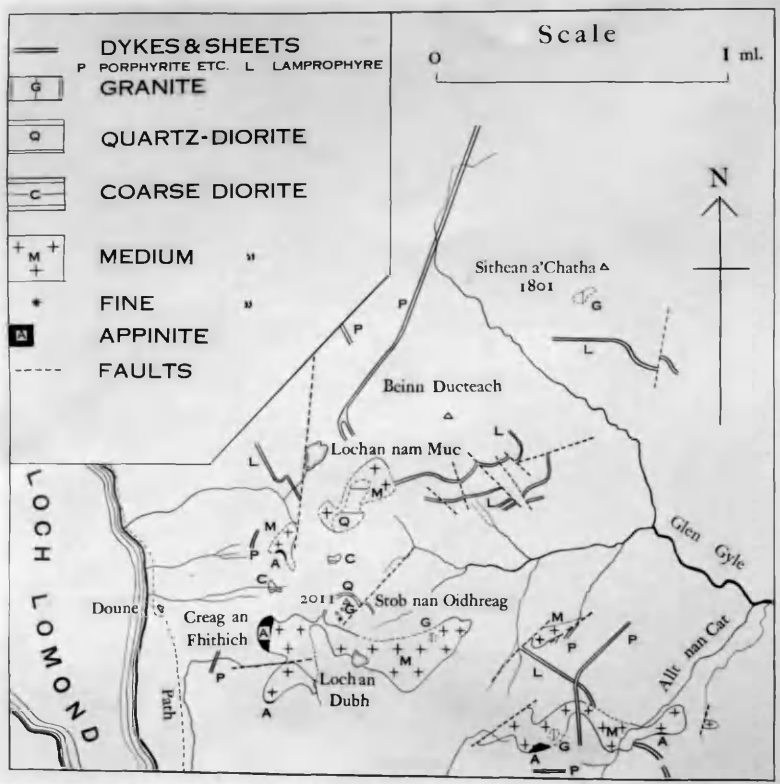 DYKES & SHEETS
P PORPHYRITE ETC. L LAMPROPHYRE
G GRANITE
Q QUARTZ-DIORITE
C COARSE DIORITE
M MEDIUM "
FINE "
A APPINITE
FAULTS
Scale
0 1 ml.
N
Sithean a'Chatha
1801
G
P
P
L
Beinn Ducteach
L
Lochan nam Muc
L
M
L
Q
M
P
A
C
C
Glen Gyle
LOCH LOMOND
Doune
Path
Q
2011
G
Stob nan Oidhreag
Creag an
Fhithich
A
G
M
P
Lochan
Dubh
A
M
P
P
L
Allt nan Cat
M
A
G
A
P